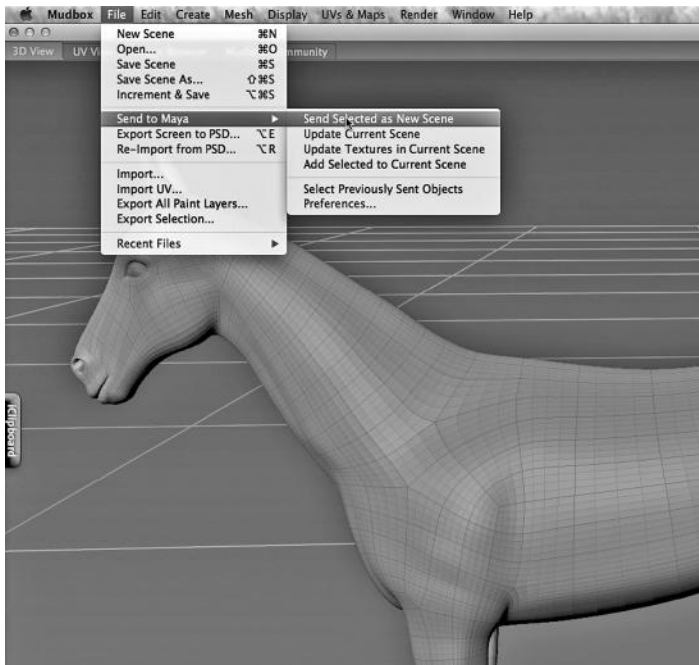 Mudbox File Edit Create Mesh Display UVs & Maps Render Window Help
3D View UV Vi mmunity
New Scene ⌘N
Open... ⌘O
Save Scene ⌘S
Save Scene As... ⇧⌘S
Increment & Save ⌥⌘S
Send to Maya ▶
Export Screen to PSD... ⌥E
Re-Import from PSD... ⌥R
Import...
Import UV...
Export All Paint Layers...
Export Selection...
Recent Files ▶
Send Selected as New Scene
Update Current Scene
Update Textures in Current Scene
Add Selected to Current Scene
Select Previously Sent Objects
Preferences...
Clipboard